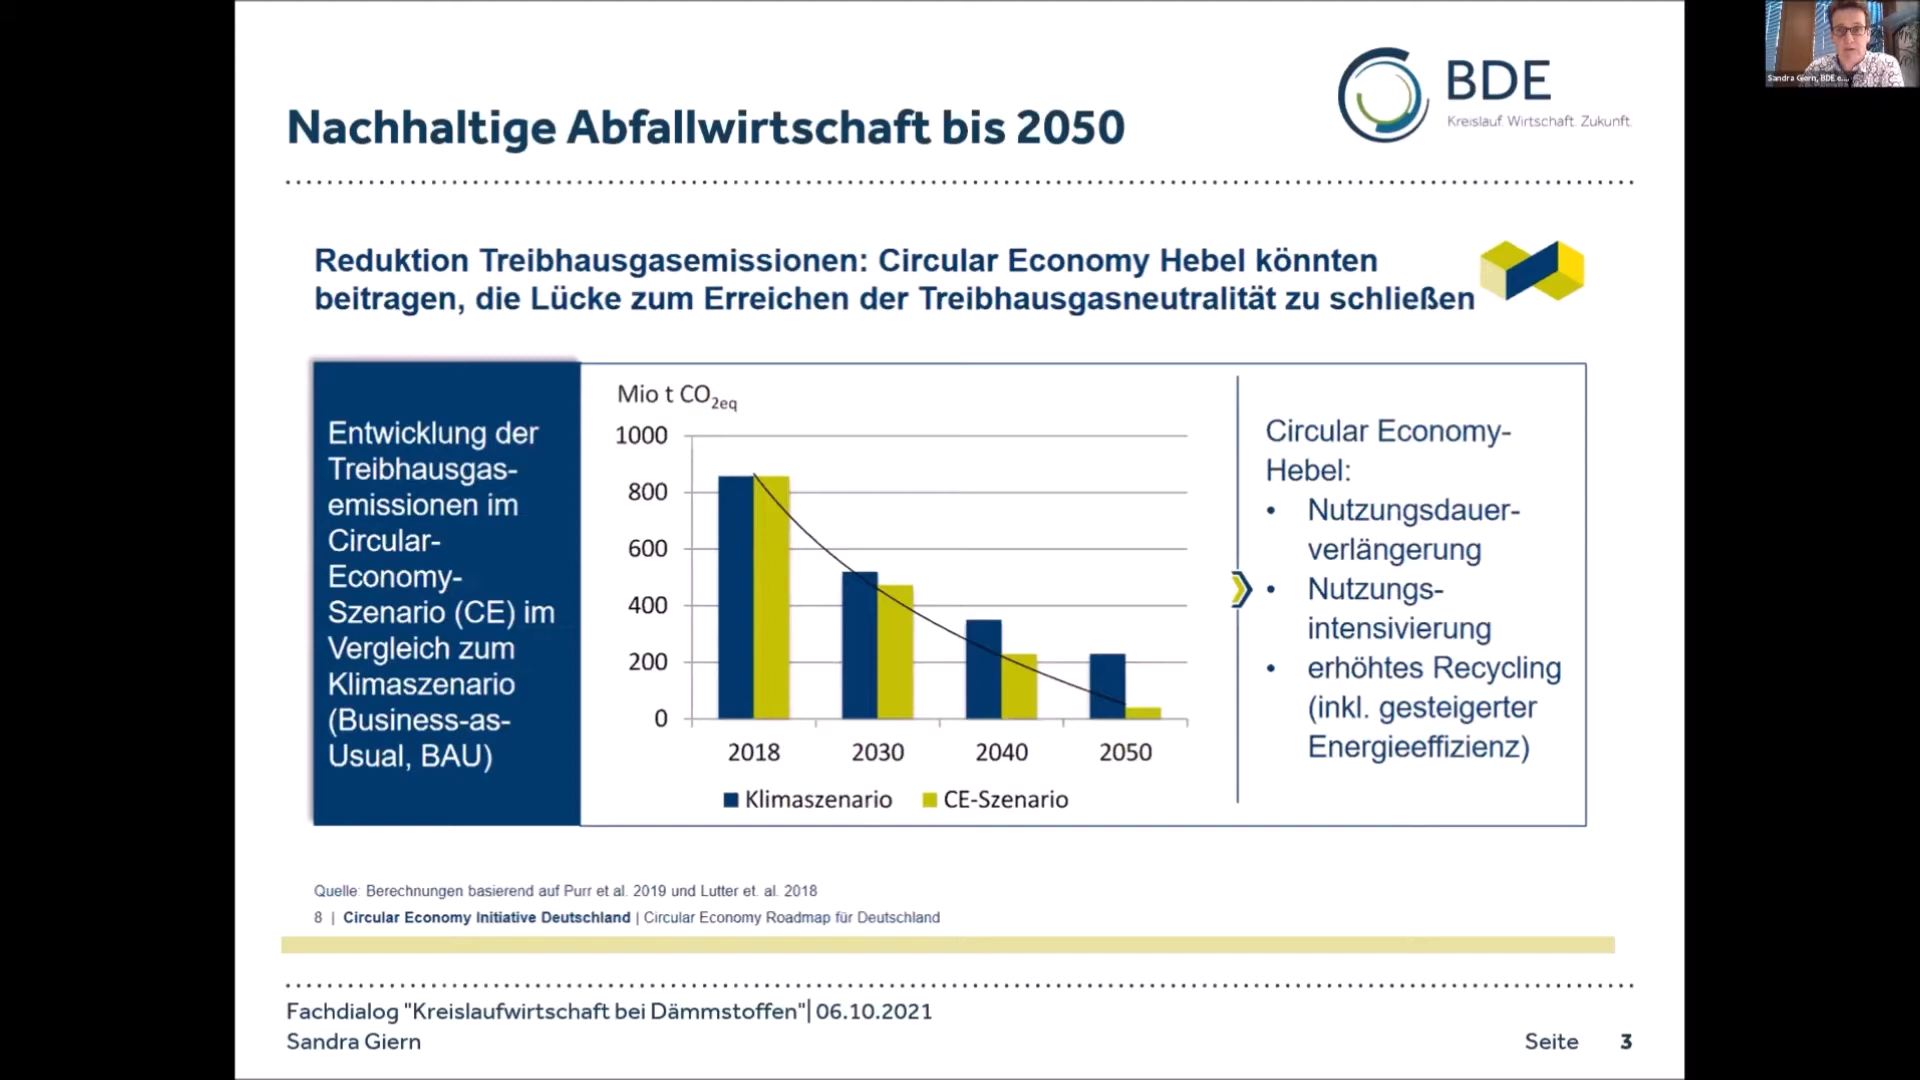 Sandra Giern, BDE e....
BDE
Kreislauf. Wirtschaft. Zukunft.
Nachhaltige Abfallwirtschaft bis 2050
Reduktion Treibhausgasemissionen: Circular Economy Hebel könnten
beitragen, die Lücke zum Erreichen der Treibhausgasneutralität zu schließen
Entwicklung der
Treibhausgas-
emissionen im
Circular-
Economy-
Szenario (CE) im
Vergleich zum
Klimaszenario
(Business-as-
Usual, BAU)
Mio t CO2eq
1000
800
600
400
200
0
2018 2030 2040 2050
Klimaszenario CE-Szenario
Circular Economy-
Hebel:
• Nutzungsdauer-
verlängerung
• Nutzungs-
intensivierung
• erhöhtes Recycling
(inkl. gesteigerter
Energieeffizienz)
Quelle: Berechnungen basierend auf Purr et al. 2019 und Lutter et. al. 2018
8 | Circular Economy Initiative Deutschland | Circular Economy Roadmap für Deutschland
Fachdialog "Kreislaufwirtschaft bei Dämmstoffen"| 06.10.2021
Sandra Giern
Seite 3